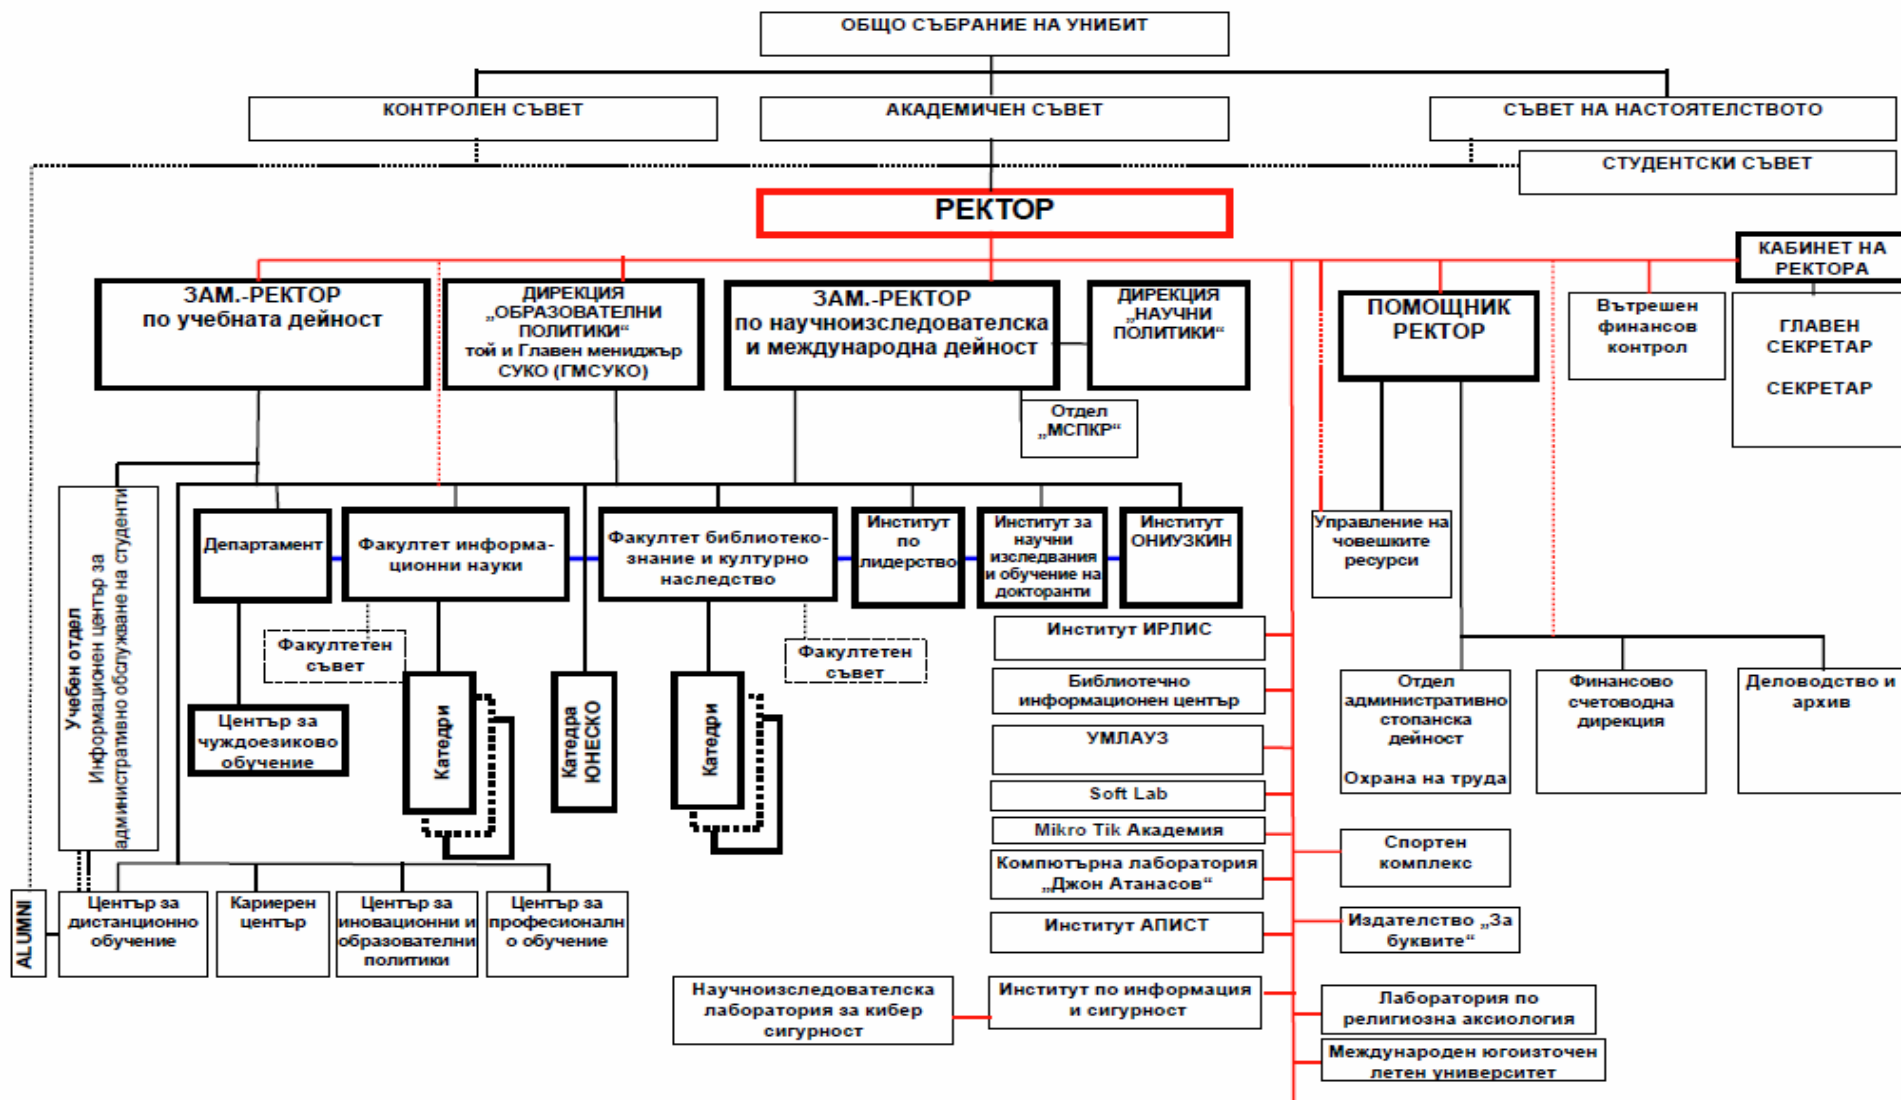 ОБЩО СЪБРАНИЕ НА УНИБИТ
КОНТРОЛЕН СЪВЕТ
АКАДЕМИЧЕН СЪВЕТ
СЪВЕТ НА НАСТОЯТЕЛСТВОТО
СТУДЕНТСКИ СЪВЕТ
РЕКТОР
КАБИНЕТ НА
РЕКТОРА
ЗАМ.-РЕКТОР
по учебната дейност
ДИРЕКЦИЯ
„ОБРАЗОВАТЕЛНИ
ПОЛИТИКИ“
той и Главен мениджър
СУКО (ГМСУКО)
ЗАМ.-РЕКТОР
по научноизследователска
и международна дейност
ДИРЕКЦИЯ
„НАУЧНИ
ПОЛИТИКИ“
ПОМОЩНИК
РЕКТОР
Вътрешен
финансов
контрол
ГЛАВЕН
СЕКРЕТАР
СЕКРЕТАР
Отдел
„МСПКР“
Учебен отдел
Информационен център за
административно обслужване на студенти
Департамент
Факултет информа-
ционни науки
Факултет библиотеко-
знание и културно
наследство
Институт
по
лидерство
Институт за
научни
изследвания
и обучение на
докторанти
Институт
ОНИУЗКИН
Управление на
човешките
ресурси
Факултетен
съвет
Факултетен
съвет
Център за
чуждоезиково
обучение
Катедри
Катедра
ЮНЕСКО
Катедри
Институт ИРЛИС
Библиотечно
информационен център
УМЛАУЗ
Soft Lab
Mikro Tik Академия
Компютърна лаборатория
„Джон Атанасов“
Институт АПИСТ
Институт по информация
и сигурност
Научноизследователска
лаборатория за кибер
сигурност
Отдел
административно
стопанска
дейност
Охрана на труда
Финансово
счетоводна
дирекция
Деловодство и
архив
Спортен
комплекс
Издателство „За
буквите“
Лаборатория по
религиозна аксиология
Международен югоизточен
летен университет
ALUMNI
Център за
дистанционно
обучение
Кариерен
център
Център за
иновационни и
образователни
политики
Център за
професионалн
о обучение